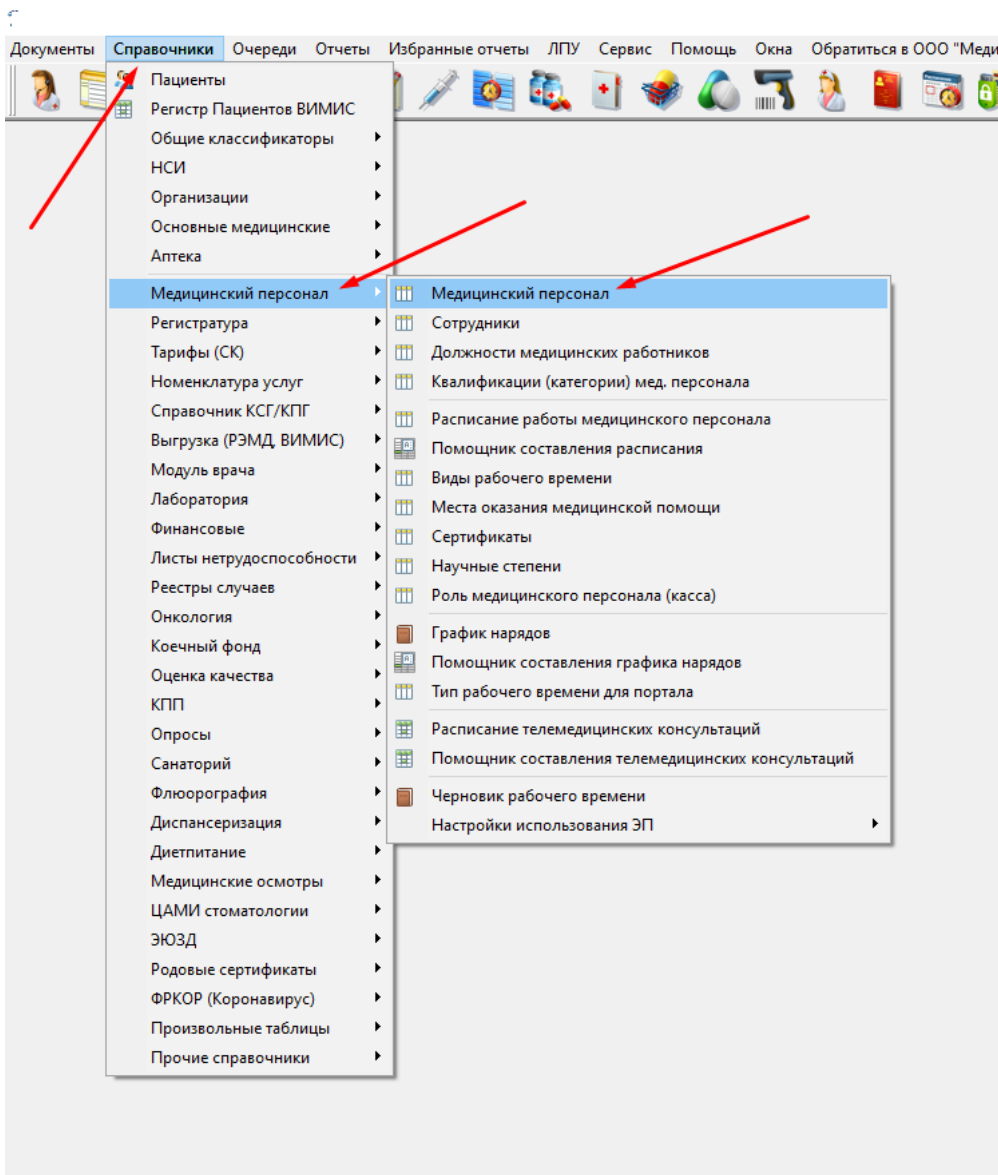 Документы Справочники Очереди Отчеты Избранные отчеты ЛПУ Сервис Помощь Окна Обратиться в ООО "Меди
Пациенты
Регистр Пациентов ВИМИС
Общие классификаторы
НСИ
Организации
Основные медицинские
Аптека
Медицинский персонал
Регистратура
Тарифы (СК)
Номенклатура услуг
Справочник КСГ/КПГ
Выгрузка (РЭМД, ВИМИС)
Модуль врача
Лаборатория
Финансовые
Листы нетрудоспособности
Реестры случаев
Онкология
Коечный фонд
Оценка качества
КПП
Опросы
Санаторий
Флюорография
Диспансеризация
Диетпитание
Медицинские осмотры
ЦАМИ стоматологии
ЭЮЗД
Родовые сертификаты
ФРКОР (Коронавирус)
Произвольные таблицы
Прочие справочники
Медицинский персонал
Сотрудники
Должности медицинских работников
Квалификации (категории) мед. персонала
Расписание работы медицинского персонала
Помощник составления расписания
Виды рабочего времени
Места оказания медицинской помощи
Сертификаты
Научные степени
Роль медицинского персонала (касса)
График нарядов
Помощник составления графика нарядов
Тип рабочего времени для портала
Расписание телемедицинских консультаций
Помощник составления телемедицинских консультаций
Черновик рабочего времени
Настройки использования ЭП